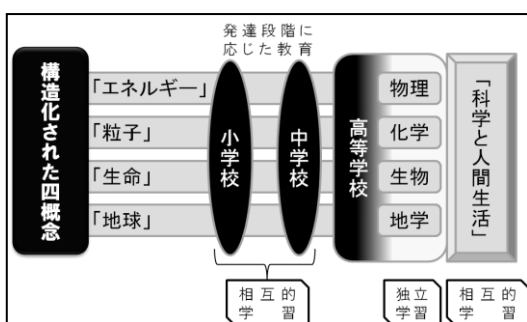 発達段階に
応じた教育
構造化された四概念
「エネルギー」
「粒子」
「生命」
「地球」
小学校
中学校
高等学校
物理
化学
生物
地学
「科学と人間生活」
相互的
学習
独立
学習
相互的
学習